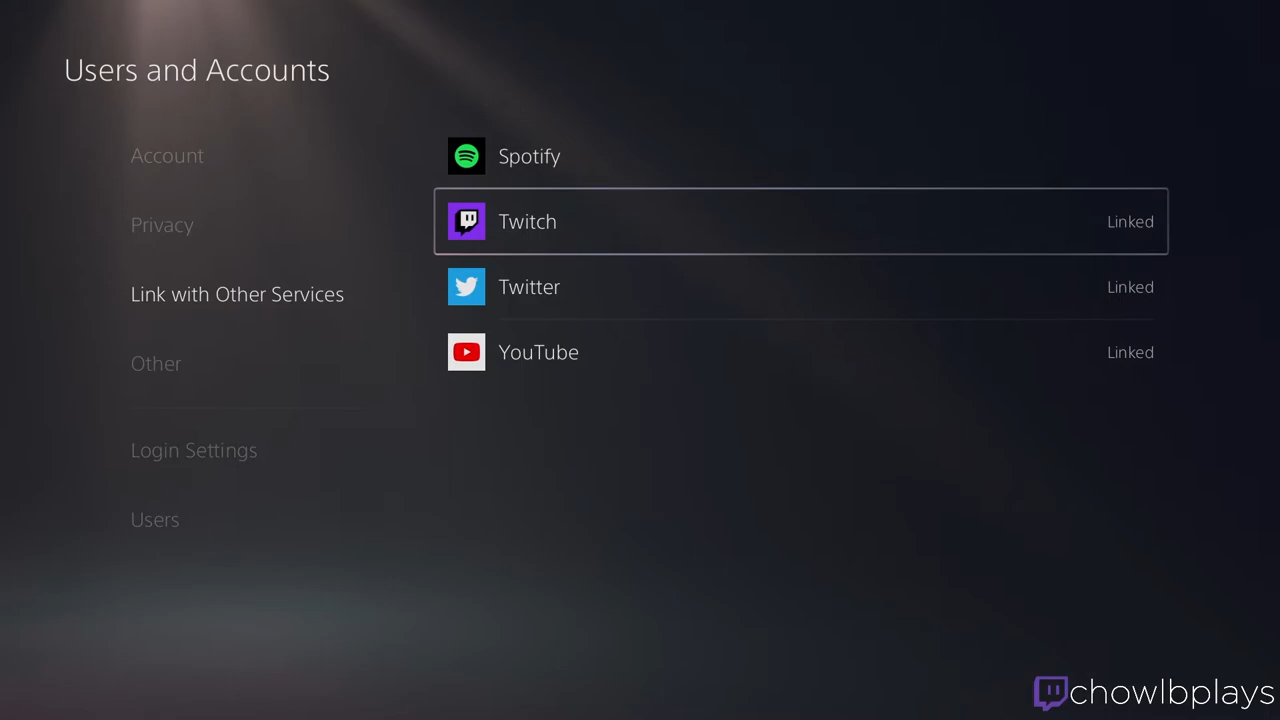 Users and Accounts
Account
Privacy
Link with Other Services
Other
Login Settings
Users
Spotify
Twitch Linked
Twitter Linked
YouTube Linked
chowlbplays